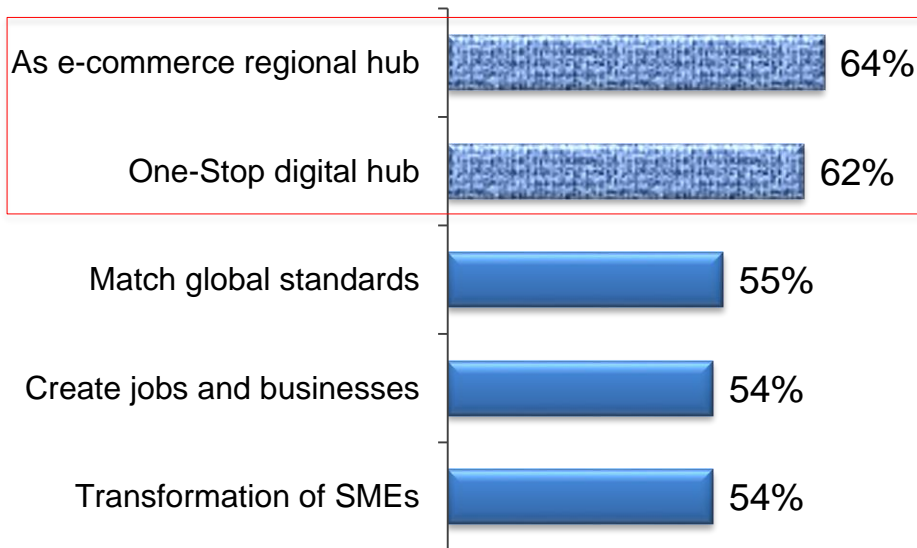 As e-commerce regional hub 64%
One-Stop digital hub 62%
Match global standards 55%
Create jobs and businesses 54%
Transformation of SMEs 54%